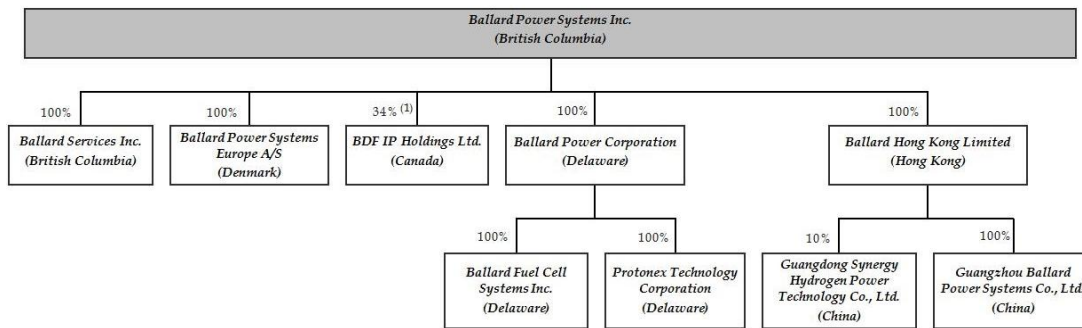 Ballard Power Systems Inc.
(British Columbia)
100%
100%
34% (1)
100%
100%
Ballard Services Inc.
(British Columbia)
Ballard Power Systems
Europe A/S
(Denmark)
BDF IP Holdings Ltd.
(Canada)
Ballard Power Corporation
(Delaware)
Ballard Hong Kong Limited
(Hong Kong)
100%
100%
10%
100%
Ballard Fuel Cell
Systems Inc.
(Delaware)
Protonex Technology
Corporation
(Delaware)
Guangdong Synergy
Hydrogen Power
Technology Co., Ltd.
(China)
Guangzhou Ballard
Power Systems Co., Ltd.
(China)